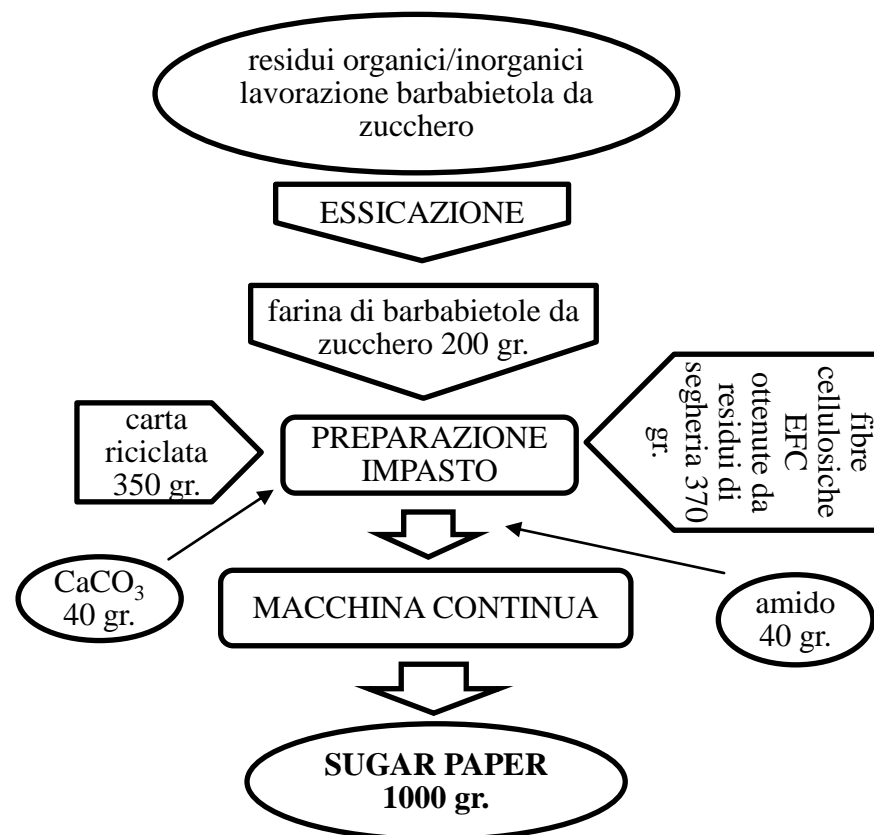 residui organici/inorganici
lavorazione barbabietola da
zucchero
ESSICAZIONE
farina di barbabietole da
zucchero 200 gr.
carta
riciclata
350 gr.
PREPARAZIONE
IMPASTO
fibre
cellulosiche
EFC
ottenute da
residui di
segheria 370
gr.
CaCO₃
40 gr.
MACCHINA CONTINUA
amido
40 gr.
SUGAR PAPER
1000 gr.